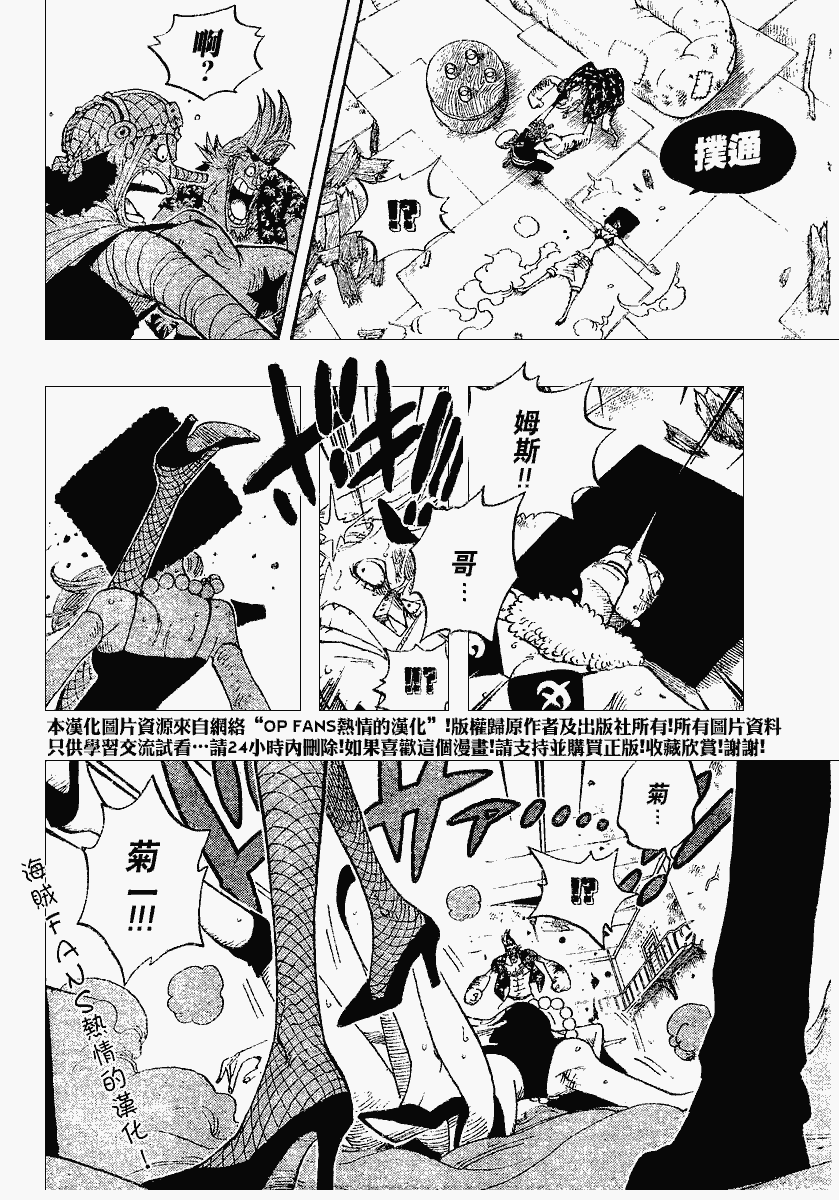 撲通
!?
啊?
姆斯!!
哥…
!!?
ドギッ!!
本漢化圖片資源來自網絡“OP FANS熱情的漢化”!版權歸原作者及出版社所有!所有圖片資料
只供學習交流試看…請24小時內刪除!如果喜歡這個漫畫!請支持並購買正版!收藏欣賞!謝謝!
菊…
!?
菊一!!!
海賊FANS熱情的漢化!